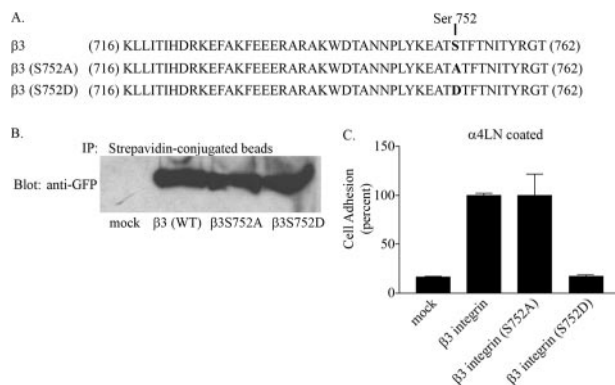 A.
Ser 752
β3 (716) KLLITIHDRKEFAKFEEERARAKWDTANNPLYKEATSTFTNITYRGT (762)
β3 (S752A) (716) KLLITIHDRKEFAKFEEERARAKWDTANNPLYKEATATFTNITYRGT (762)
β3 (S752D) (716) KLLITIHDRKEFAKFEEERARAKWDTANNPLYKEATDTFTNITYRGT (762)
B.
IP: Strepavidin-conjugated beads
Blot: anti-GFP
mock β3 (WT) β3S752A β3S752D
C.
α4LN coated
Cell Adhesion
(percent)
150
100
50
0
mock
β3 integrin
β3 integrin (S752A)
β3 integrin (S752D)